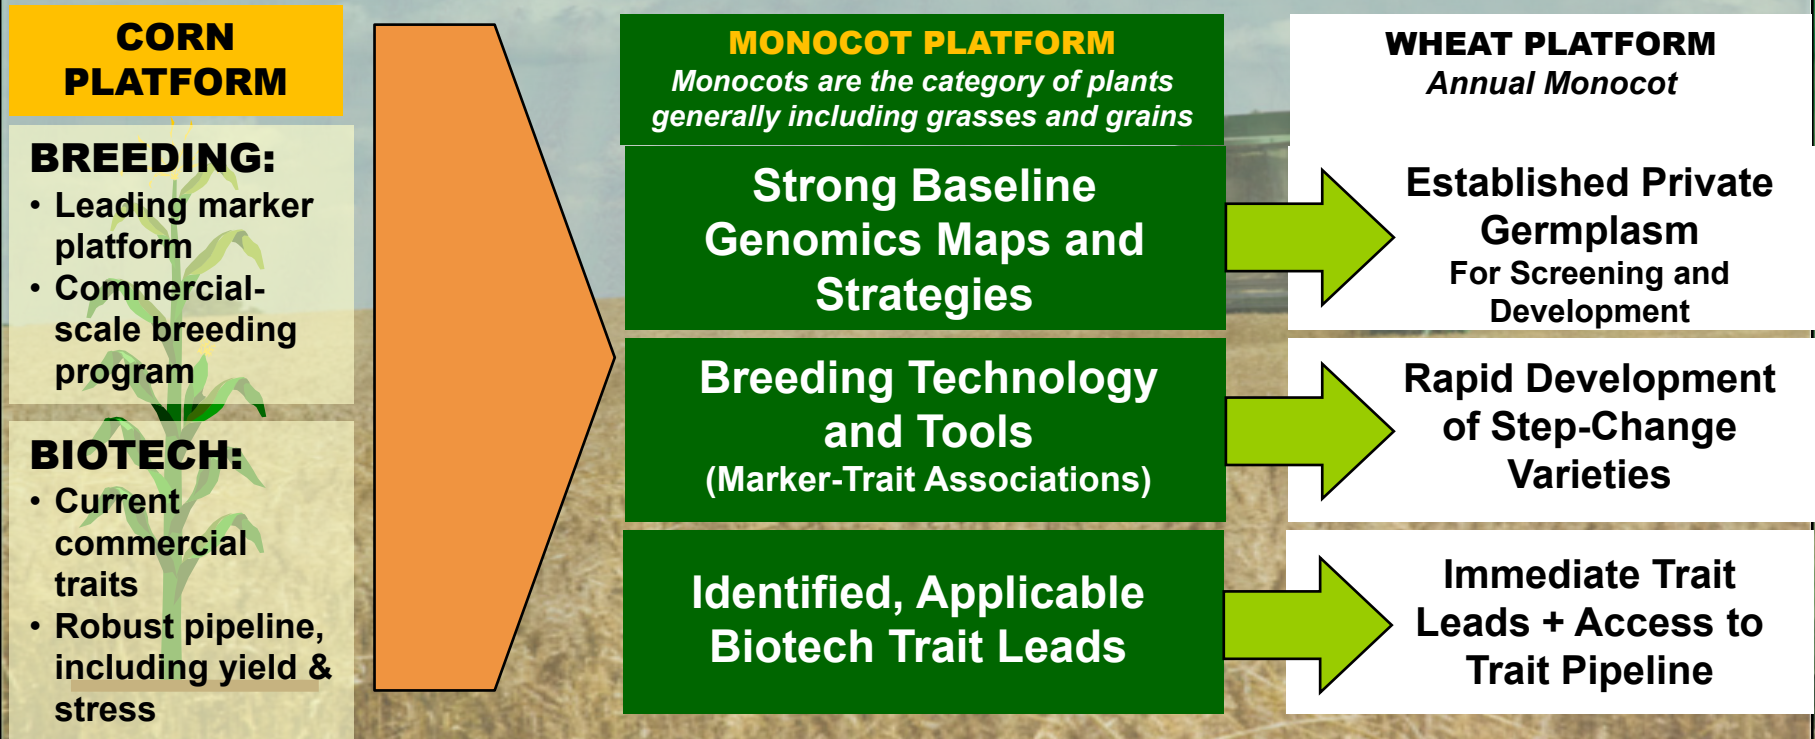 CORN
PLATFORM
BREEDING:
• Leading marker
platform
• Commercial-
scale breeding
program
BIOTECH:
• Current
commercial
traits
• Robust pipeline,
including yield &
stress
MONOCOT PLATFORM
Monocots are the category of plants
generally including grasses and grains
Strong Baseline
Genomics Maps and
Strategies
Breeding Technology
and Tools
(Marker-Trait Associations)
Identified, Applicable
Biotech Trait Leads
WHEAT PLATFORM
Annual Monocot
Established Private
Germplasm
For Screening and
Development
Rapid Development
of Step-Change
Varieties
Immediate Trait
Leads + Access to
Trait Pipeline